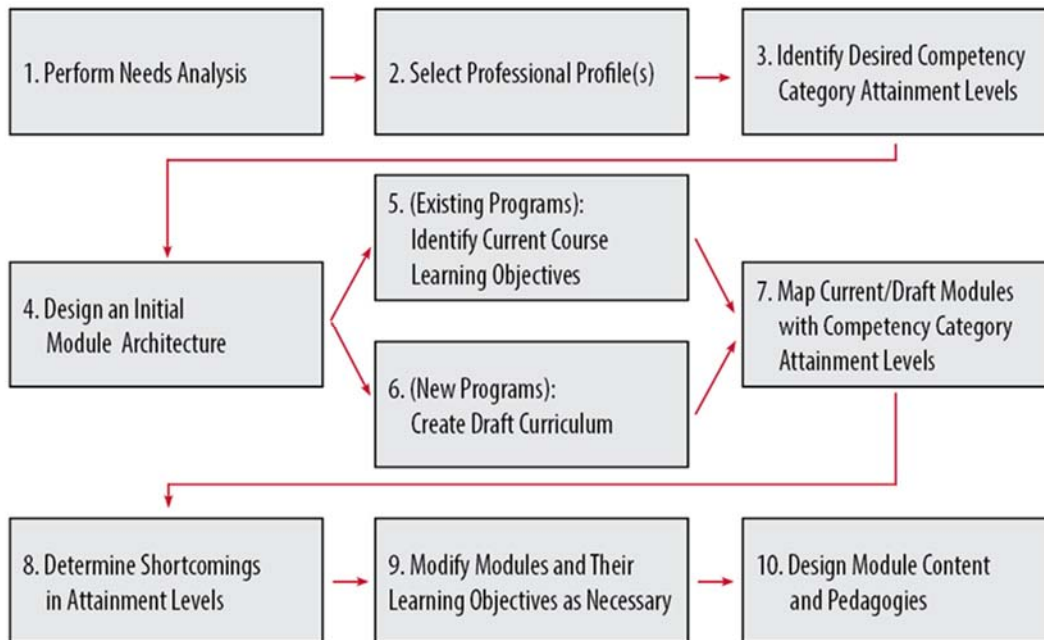 1. Perform Needs Analysis
2. Select Professional Profile(s)
3. Identify Desired Competency
Category Attainment Levels
4. Design an Initial
Module Architecture
5. (Existing Programs):
Identify Current Course
Learning Objectives
6. (New Programs):
Create Draft Curriculum
7. Map Current/Draft Modules
with Competency Category
Attainment Levels
8. Determine Shortcomings
in Attainment Levels
9. Modify Modules and Their
Learning Objectives as Necessary
10. Design Module Content
and Pedagogies